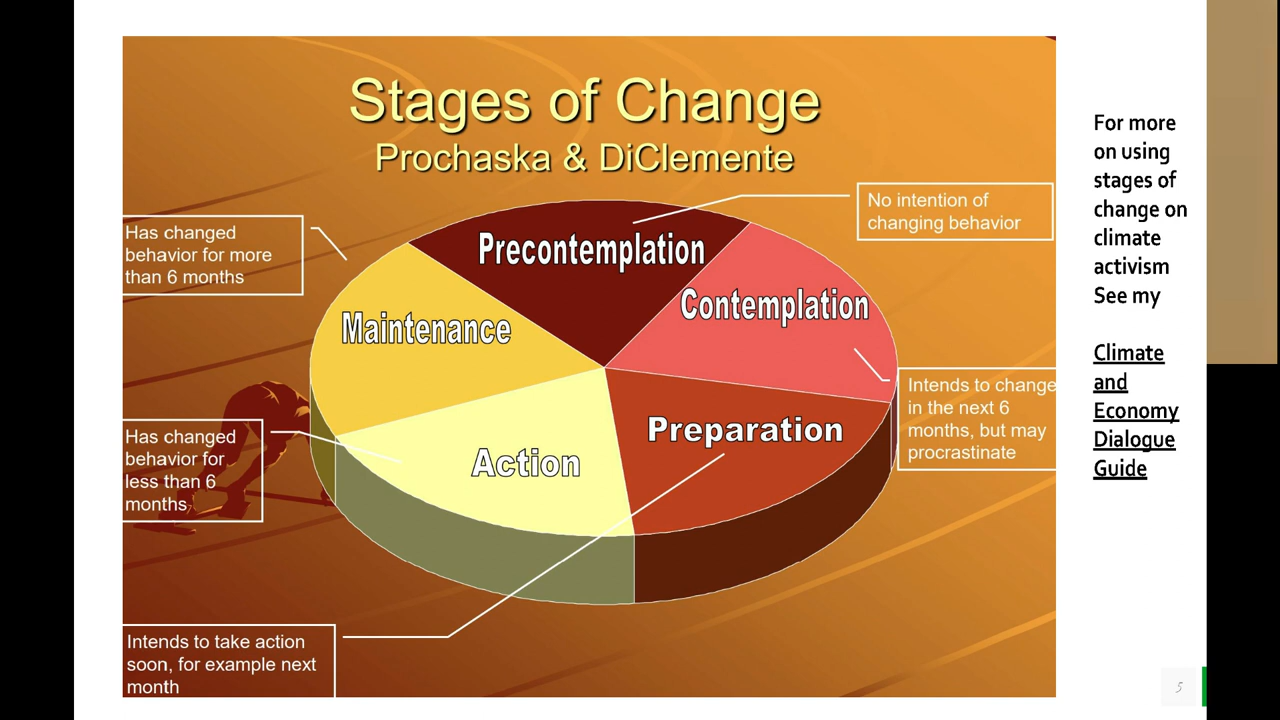 Stages of Change
Prochaska & DiClemente
No intention of
changing behavior
Has changed
behavior for more
than 6 months
Precontemplation
Contemplation
Maintenance
Intends to change
in the next 6
months, but may
procrastinate
Preparation
Action
Has changed
behavior for
less than 6
months
Intends to take action
soon, for example next
month
For more
on using
stages of
change on
climate
activism
See my
Climate
and
Economy
Dialogue
Guide
5